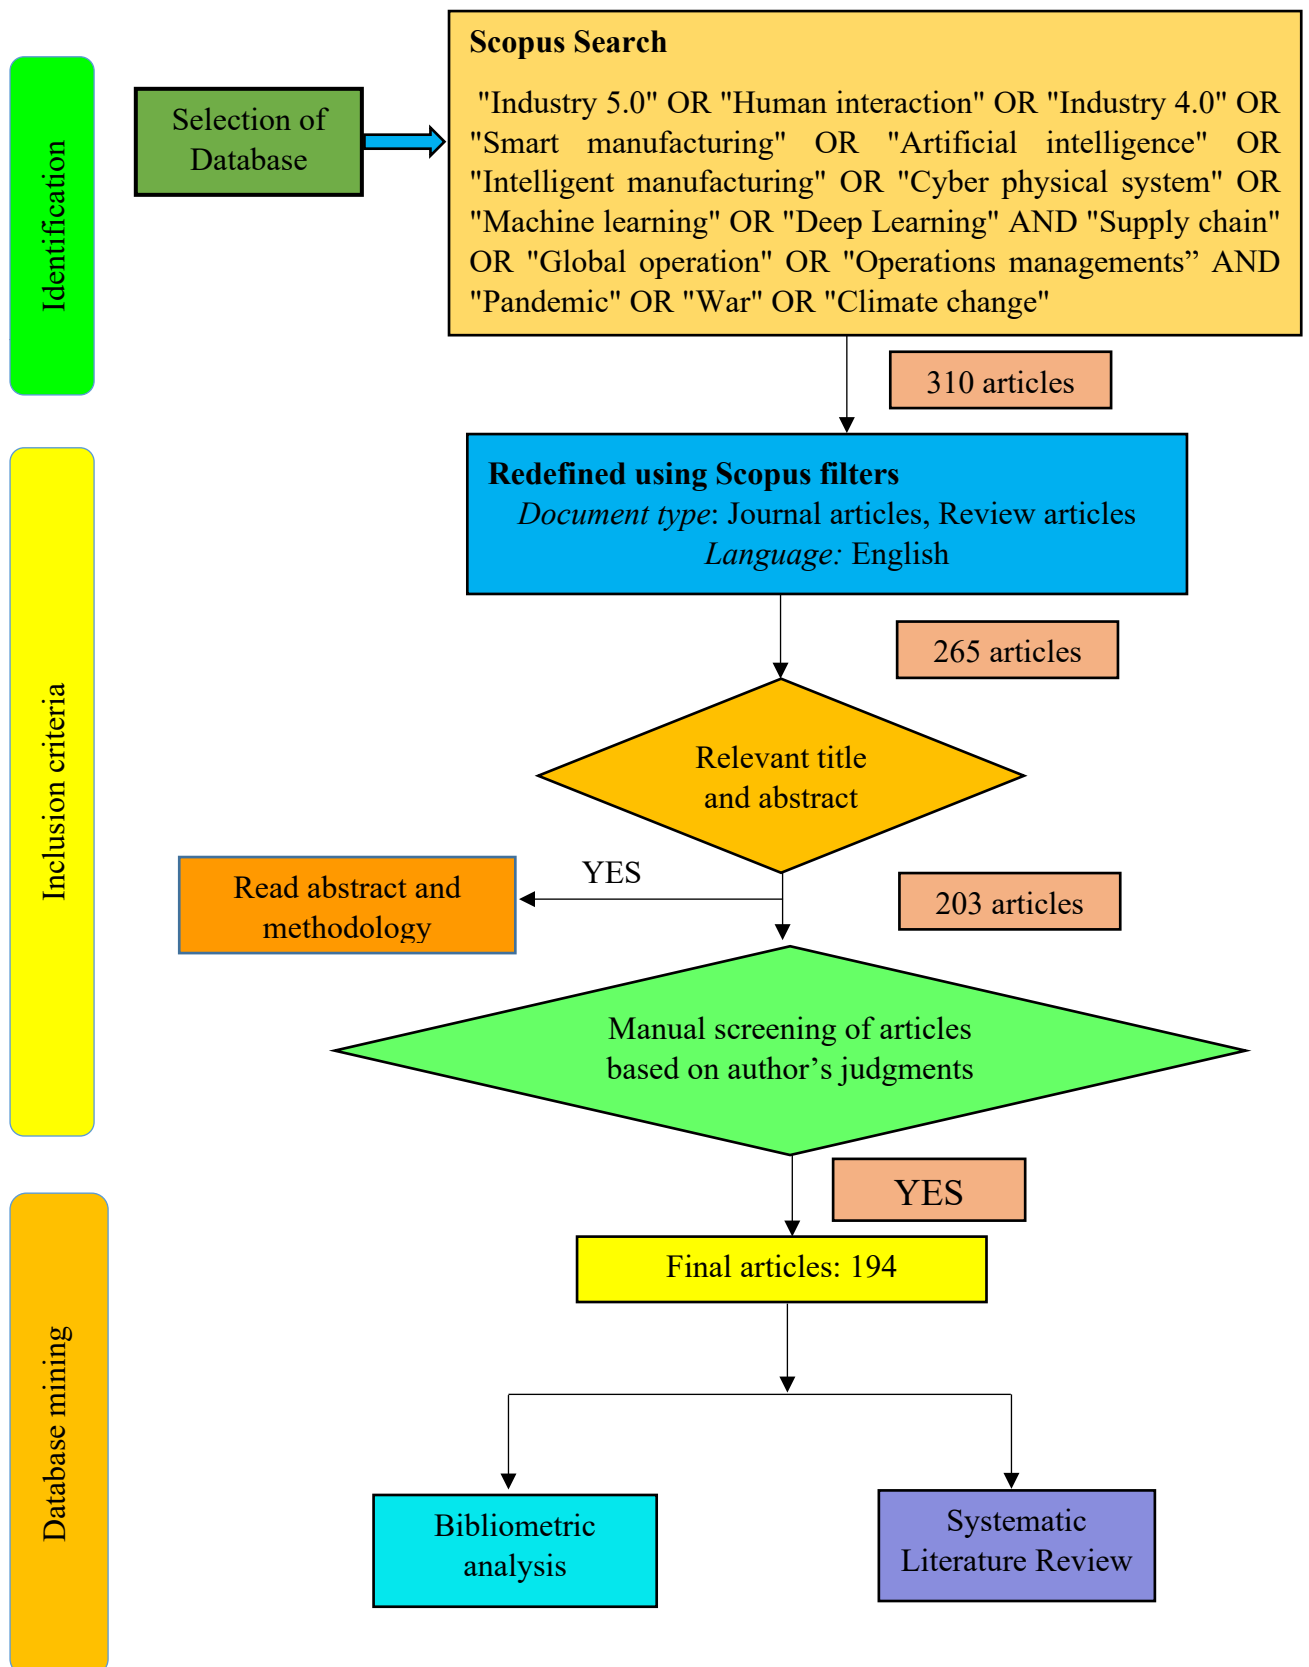 Identification
Selection of
Database
Scopus Search
"Industry 5.0" OR "Human interaction" OR "Industry 4.0" OR
"Smart manufacturing" OR "Artificial intelligence" OR
"Intelligent manufacturing" OR "Cyber physical system" OR
"Machine learning" OR "Deep Learning" AND "Supply chain"
OR "Global operation" OR "Operations managements” AND
"Pandemic" OR "War" OR "Climate change"
310 articles
Inclusion criteria
Redefined using Scopus filters
Document type: Journal articles, Review articles
Language: English
265 articles
Relevant title
and abstract
YES
Read abstract and
methodology
203 articles
Manual screening of articles
based on author’s judgments
YES
Database mining
Final articles: 194
Bibliometric
analysis
Systematic
Literature Review